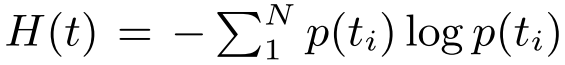 H(t) = − ∑₁ᴺ p(tᵢ) log p(tᵢ)